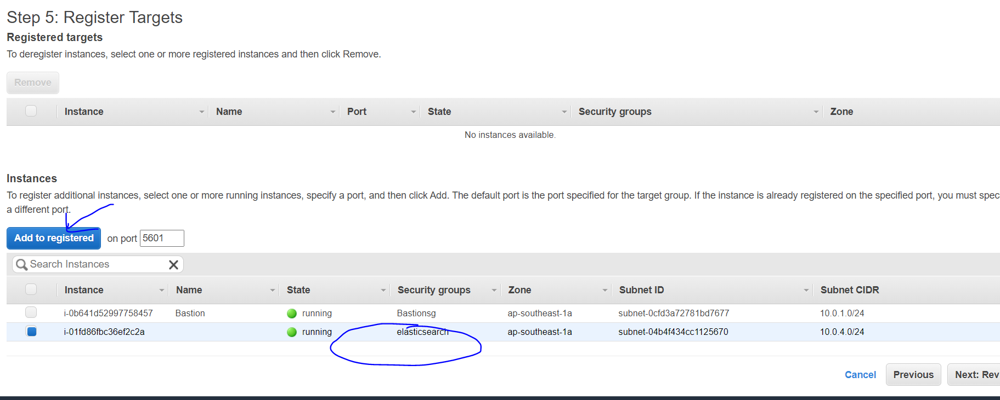 Step 5: Register Targets
Registered targets
To deregister instances, select one or more registered instances and then click Remove.
Remove
Instance Name Port State Security groups Zone
No instances available.
Instances
To register additional instances, select one or more running instances, specify a port, and then click Add. The default port is the port specified for the target group. If the instance is already registered on the specified port, you must spec
a different port.
Add to registered on port 5601
Search Instances
Instance Name State Security groups Zone Subnet ID Subnet CIDR
i-0b641d52997758457 Bastion running Bastionsg ap-southeast-1a subnet-0cfd3a72781bd7677 10.0.1.0/24
i-01fd86fbc36ef2c2a running elasticsearch ap-southeast-1a subnet-04b4f434cc1125670 10.0.4.0/24
Cancel Previous Next: Rev